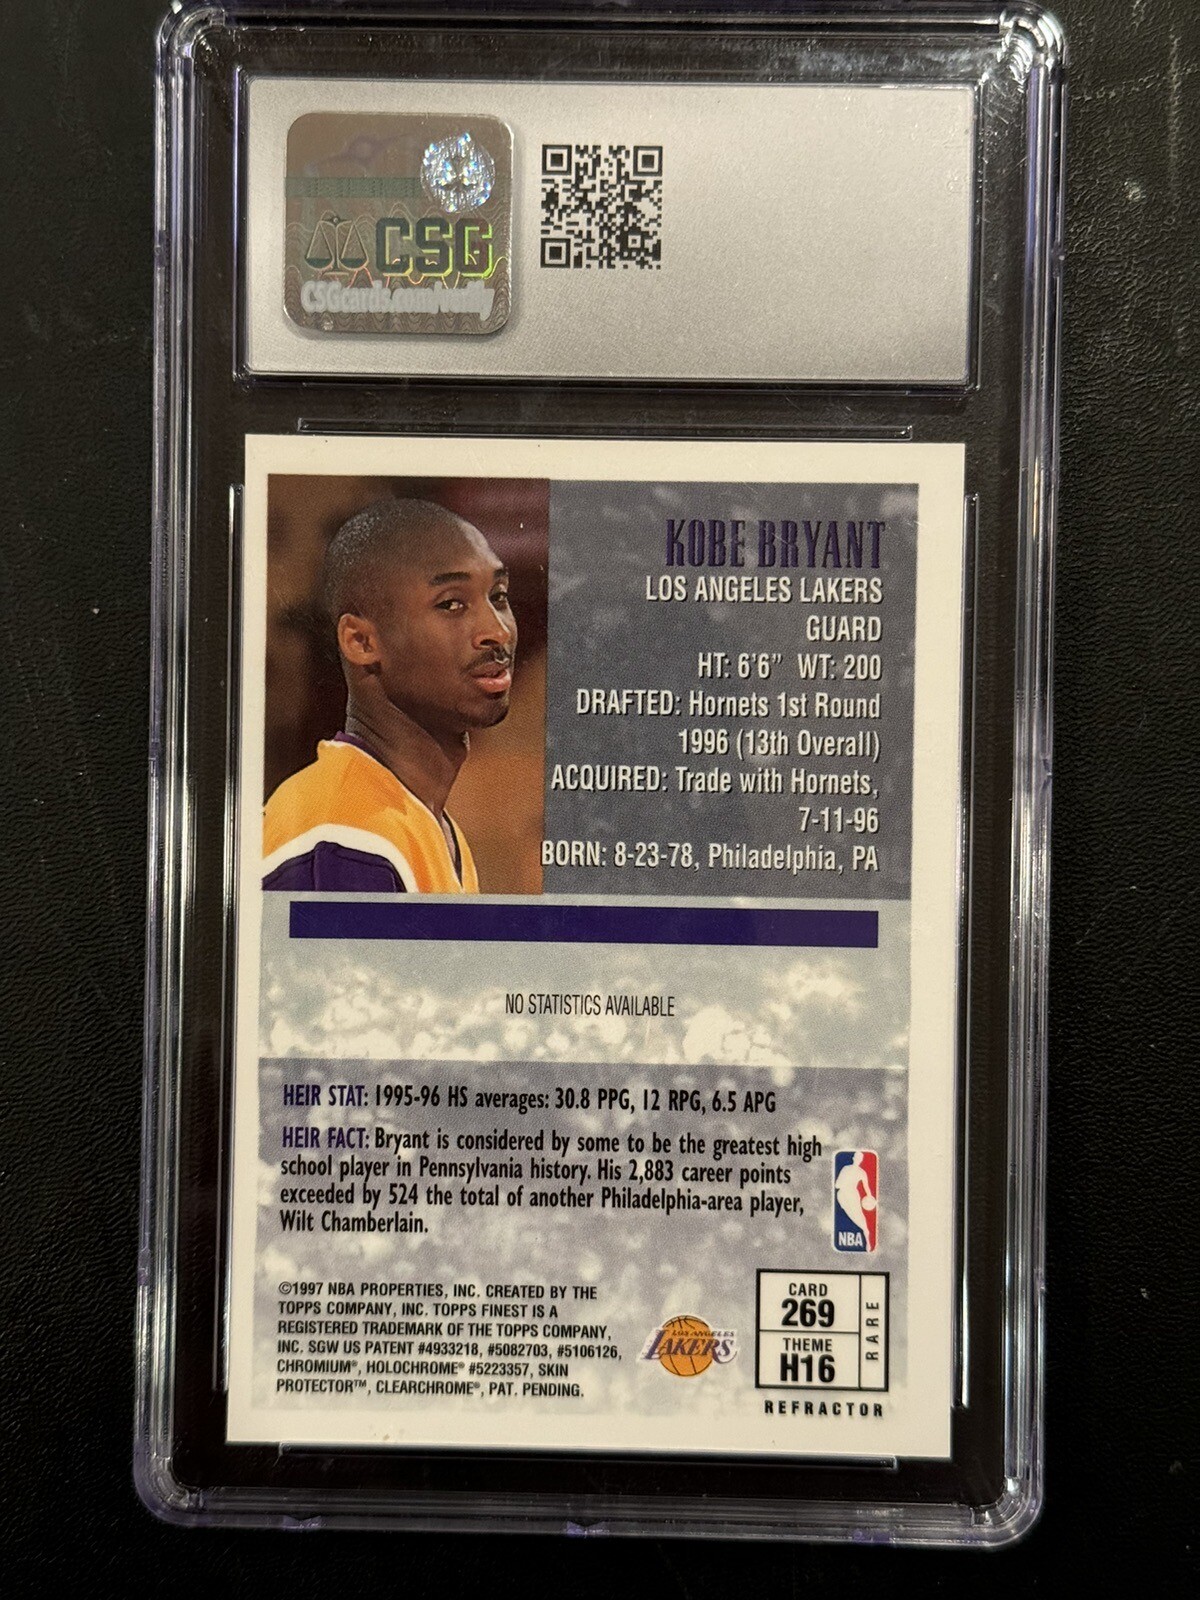 CSG
CSGcards.com/verify
KOBE BRYANT
LOS ANGELES LAKERS
GUARD
HT: 6'6" WT: 200
DRAFTED: Hornets 1st Round
1996 (13th Overall)
ACQUIRED: Trade with Hornets,
7-11-96
BORN: 8-23-78, Philadelphia, PA
NO STATISTICS AVAILABLE
HEIR STAT: 1995-96 HS averages: 30.8 PPG, 12 RPG, 6.5 APG
HEIR FACT: Bryant is considered by some to be the greatest high
school player in Pennsylvania history. His 2,883 career points
exceeded by 524 the total of another Philadelphia-area player,
Wilt Chamberlain.
NBA
©1997 NBA PROPERTIES, INC. CREATED BY THE
TOPPS COMPANY, INC. TOPPS FINEST IS A
REGISTERED TRADEMARK OF THE TOPPS COMPANY,
INC. SGW US PATENT #4933218, #5082703, #5106126,
CHROMIUM®, HOLOCHROME® #5223357, SKIN
PROTECTOR™, CLEARCHROME®, PAT. PENDING.
LOS ANGELES
LAKERS
CARD
269
THEME
H16
RARE
REFRACTOR